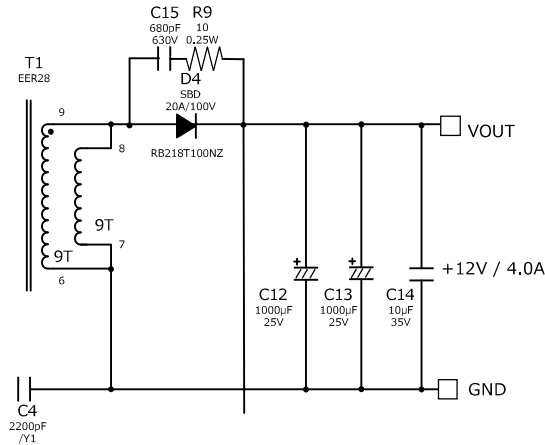 C15 R9
680pF 10
630V 0.25W
T1
EER28
D4
SBD
20A/100V
9
8
VOUT
RB218T100NZ
9T
7
9T
6
+12V / 4.0A
C12 C13 C14
1000µF 1000µF 10µF
25V 25V 35V
GND
C4
2200pF
/Y1